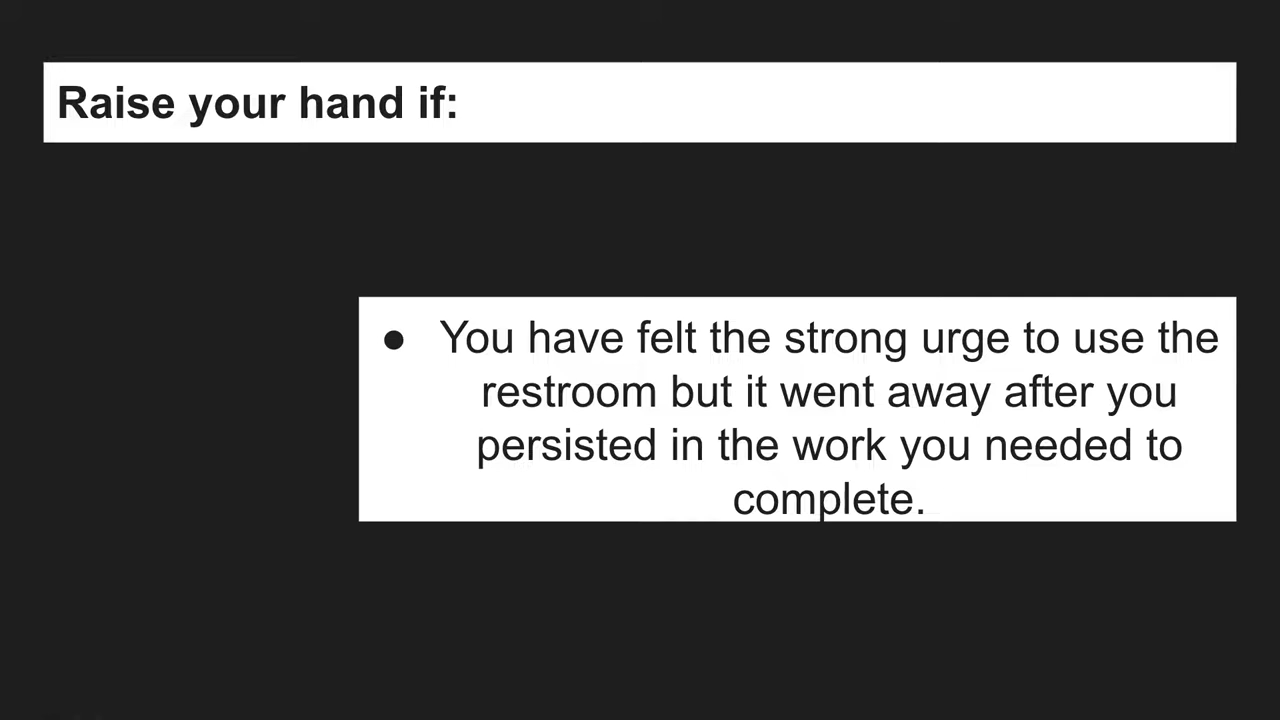 Raise your hand if:
● You have felt the strong urge to use the
restroom but it went away after you
persisted in the work you needed to
complete.